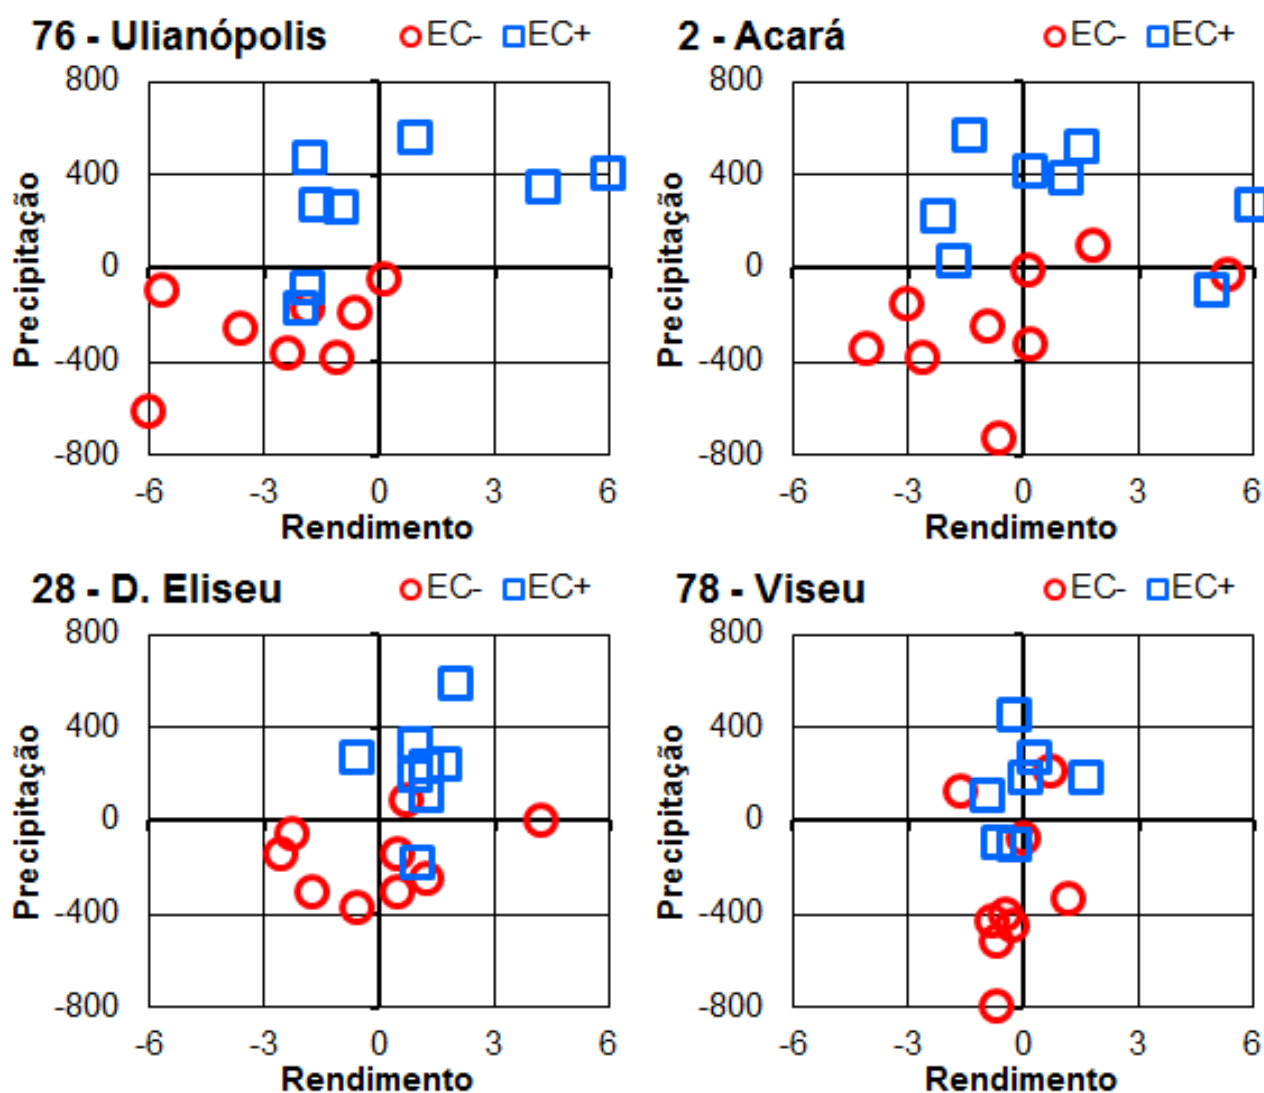 76 - Ulianópolis EC- EC+
800
400
0
-400
-800
Precipitação
-6 -3 0 3 6
Rendimento
2 - Acará EC- EC+
800
400
0
-400
-800
Precipitação
-6 -3 0 3 6
Rendimento
28 - D. Eliseu EC- EC+
800
400
0
-400
-800
Precipitação
-6 -3 0 3 6
Rendimento
78 - Viseu EC- EC+
800
400
0
-400
-800
Precipitação
-6 -3 0 3 6
Rendimento